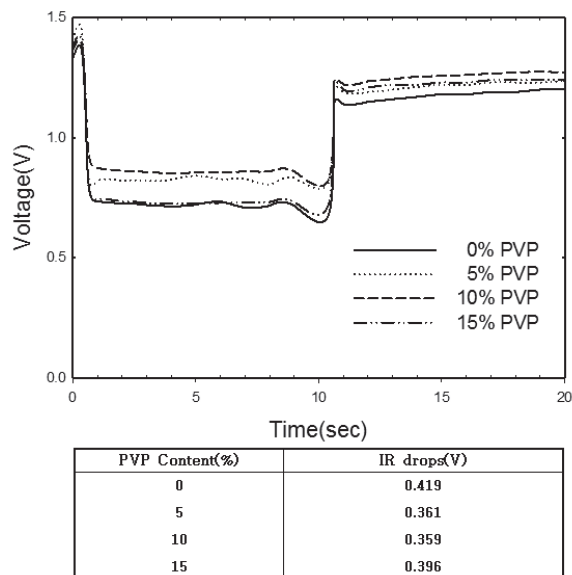 1.5
1.0
0.5
0.0
Voltage(V)
0% PVP
5% PVP
10% PVP
15% PVP
0 5 10 15 20
Time(sec)
PVP Content(%) IR drops(V)
0 0.419
5 0.361
10 0.359
15 0.396